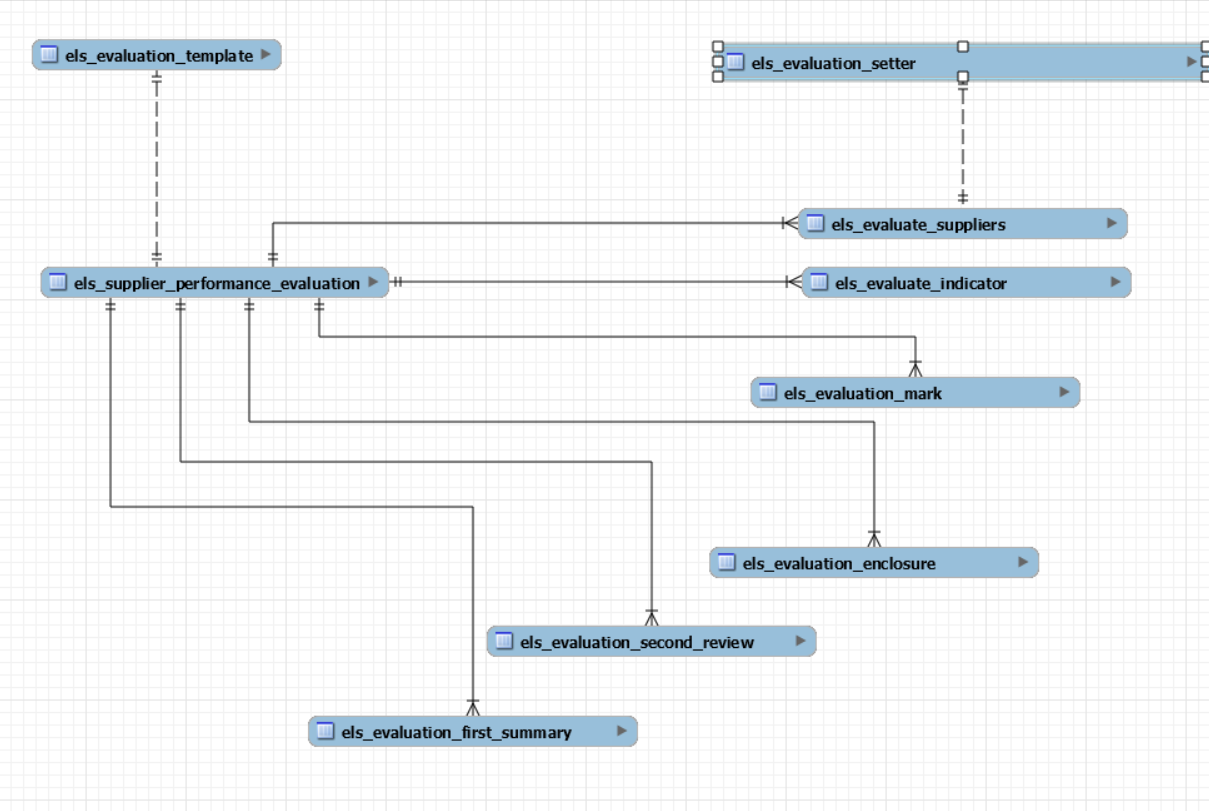 els_evaluation_template
els_evaluation_setter
els_evaluate_suppliers
els_supplier_performance_evaluation
els_evaluate_indicator
els_evaluation_mark
els_evaluation_enclosure
els_evaluation_second_review
els_evaluation_first_summary